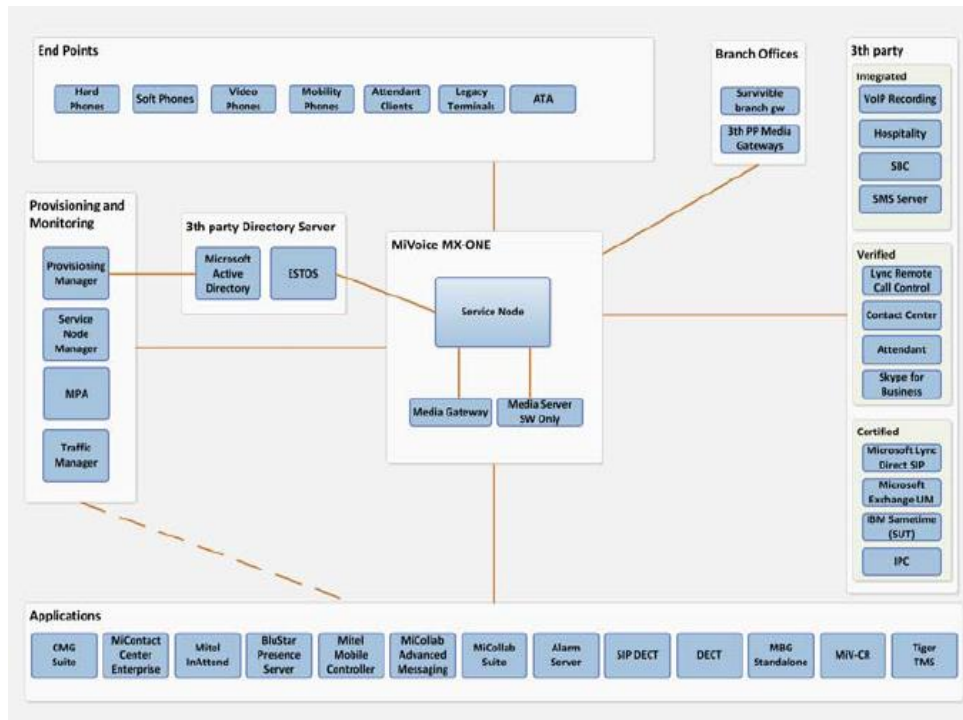 End Points
Hard
Phones
Soft Phones
Video
Phones
Mobility
Phones
Attendant
Clients
Legacy
Terminals
ATA
Branch Offices
Survivible
branch gw
3th PP Media
Gateways
3th party
Integrated
VoIP Recording
Hospitality
SBC
SMS Server
Verified
Lync Remote
Call Control
Contact Center
Attendant
Skype for
Business
Certified
Microsoft Lync
Direct SIP
Microsoft
Exchange UM
IBM Sametime
(SUT)
IPC
Provisioning and
Monitoring
Provisioning
Manager
Service
Node
Manager
MPA
Traffic
Manager
3th party Directory Server
Microsoft
Active
Directory
ESTOS
MiVoice MX-ONE
Service Node
Media Gateway
Media Server
SW Only
Applications
CMG
Suite
MiContact
Center
Enterprise
Mitel
InAttend
BluStar
Presence
Server
Mitel
Mobile
Controller
MiCollab
Advanced
Messaging
MiCollab
Suite
Alarm
Server
SIP DECT
DECT
MBG
Standalone
MiV-CR
Tiger
TMS